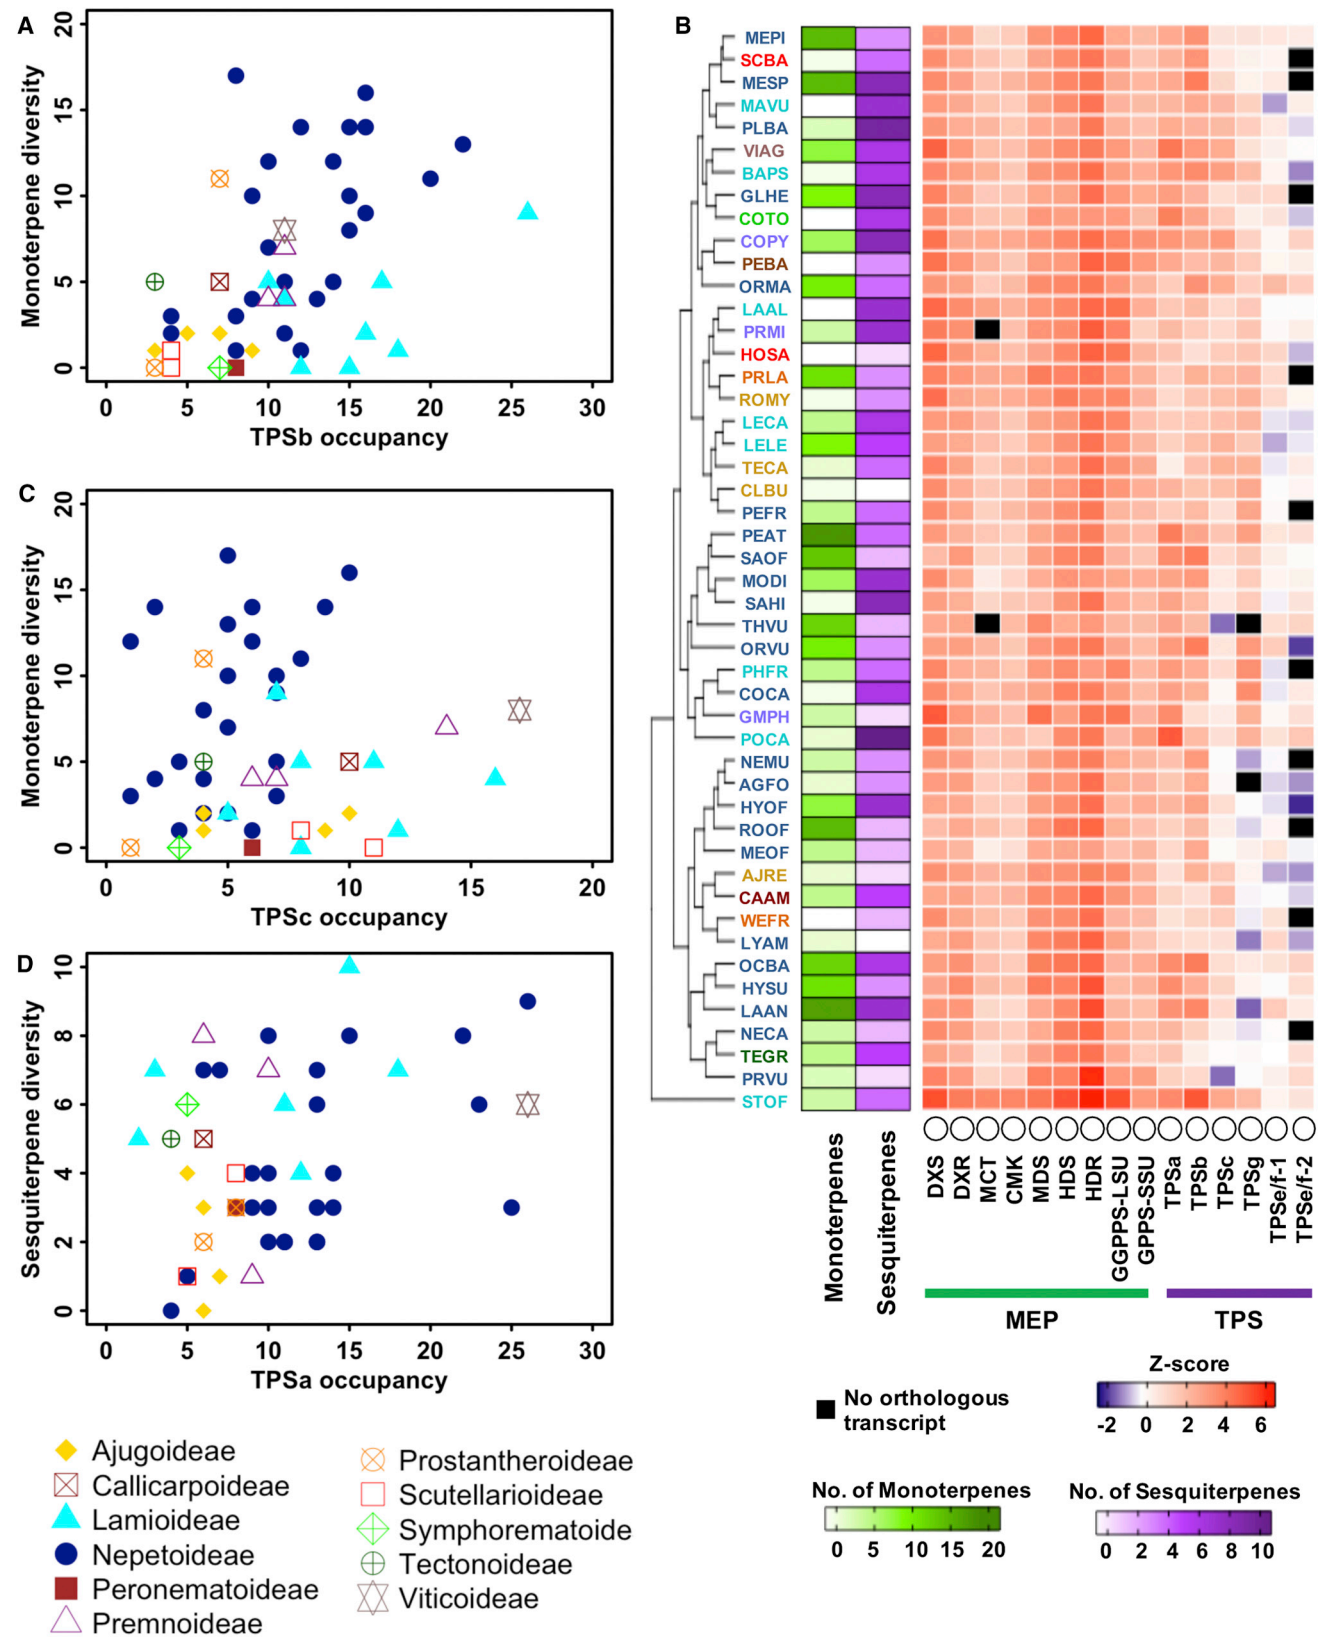 A
Monoterpene diversity
20
15
10
5
0
0 5 10 15 20 25 30
TPSb occupancy
C
Monoterpene diversity
20
15
10
5
0
0 5 10 15 20
TPSc occupancy
D
Sesquiterpene diversity
10
8
6
4
2
0
0 5 10 15 20 25 30
TPSa occupancy
Ajugoideae
Callicarpoideae
Lamioideae
Nepetoideae
Peronematoideae
Premnoideae
Prostantheroideae
Scutellarioideae
Symphorematoide
Tectonoideae
Viticoideae
B
MEPI
SCBA
MESP
MAVU
PLBA
VIAG
BAPS
GLHE
COTO
COPY
PEBA
ORMA
LAAL
PRMI
HOSA
PRLA
ROMY
LECA
LELE
TECA
CLBU
PEFR
PEAT
SAOF
MODI
SAHI
THVU
ORVU
PHFR
COCA
GMPH
POCA
NEMU
AGFO
HYOF
ROOF
MEOF
AJRE
CAAM
WEFR
LYAM
OCBA
HYSU
LAAN
NECA
TEGR
PRVU
STOF
Monoterpenes
Sesquiterpenes
DXS
DXR
MCT
CMK
MDS
HDS
HDR
GGPPS-LSU
GPPS-SSU
TPSa
TPSb
TPSc
TPSg
TPSe/f-1
TPSe/f-2
MEP
TPS
No orthologous
transcript
Z-score
-2 0 2 4 6
No. of Monoterpenes
0 5 10 15 20
No. of Sesquiterpenes
0 2 4 6 8 10